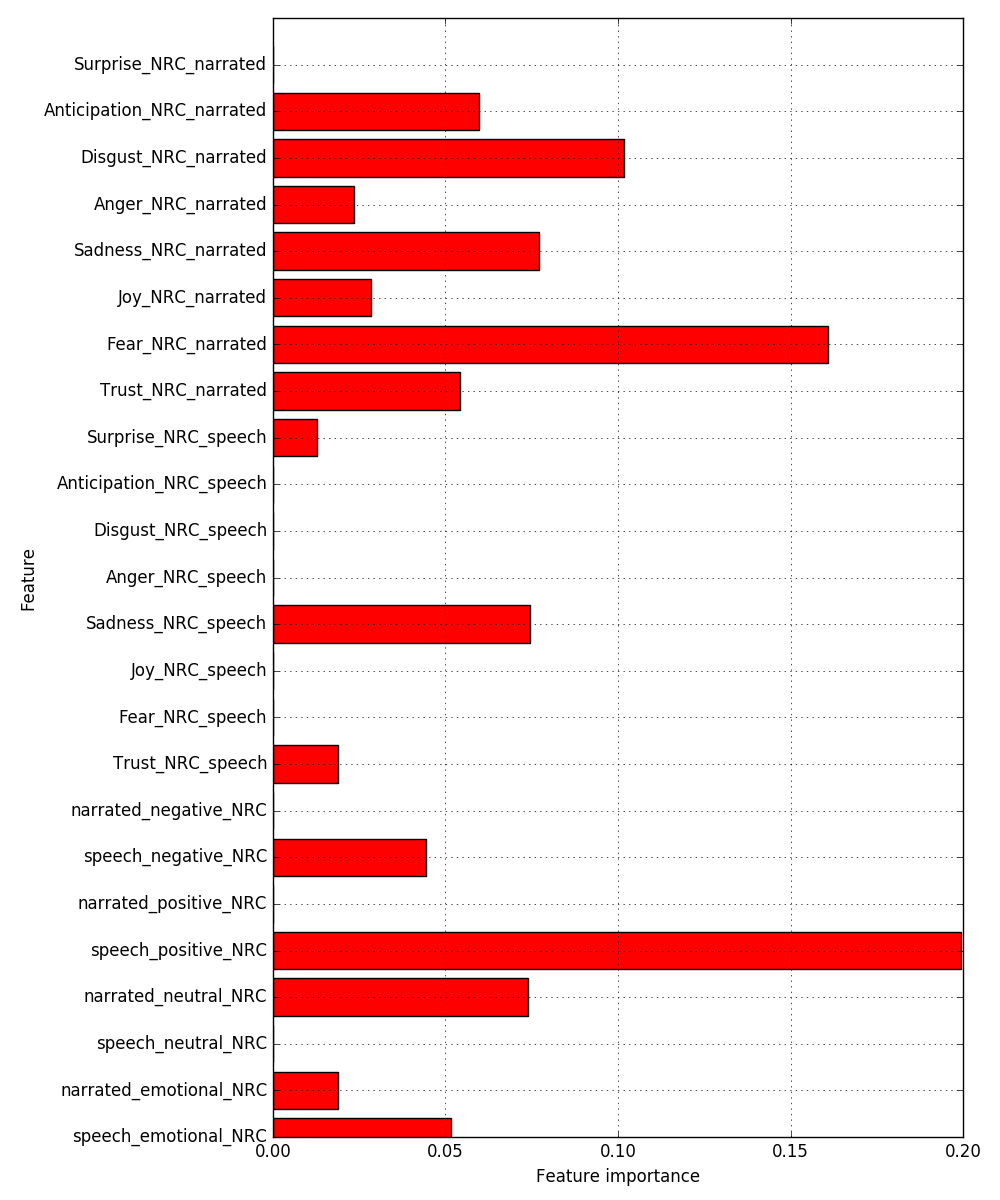 Surprise_NRC_narrated
Anticipation_NRC_narrated
Disgust_NRC_narrated
Anger_NRC_narrated
Sadness_NRC_narrated
Joy_NRC_narrated
Fear_NRC_narrated
Trust_NRC_narrated
Surprise_NRC_speech
Anticipation_NRC_speech
Disgust_NRC_speech
Anger_NRC_speech
Sadness_NRC_speech
Joy_NRC_speech
Fear_NRC_speech
Trust_NRC_speech
narrated_negative_NRC
speech_negative_NRC
narrated_positive_NRC
speech_positive_NRC
narrated_neutral_NRC
speech_neutral_NRC
narrated_emotional_NRC
speech_emotional_NRC
Feature
0.00 0.05 0.10 0.15 0.20
Feature importance